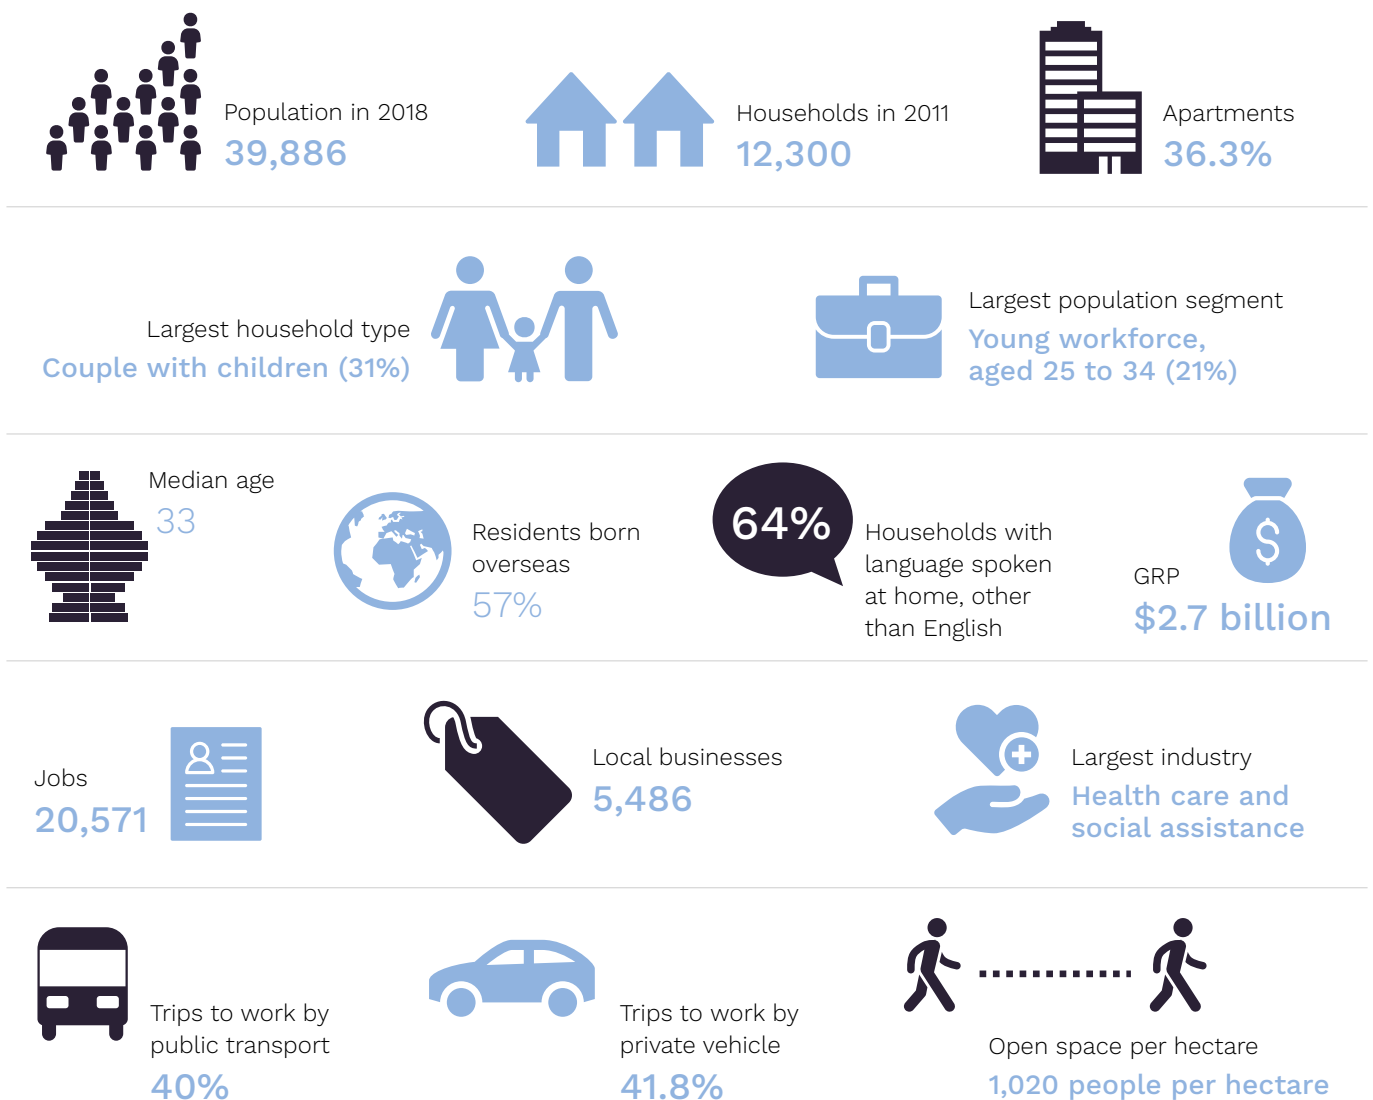 Population in 2018
39,886
Households in 2011
12,300
Apartments
36.3%
Largest household type
Couple with children (31%)
Largest population segment
Young workforce,
aged 25 to 34 (21%)
Median age
33
Residents born
overseas
57%
64%
Households with
language spoken
at home, other
than English
GRP
$
$2.7 billion
Jobs
20,571
Local businesses
5,486
Largest industry
Health care and
social assistance
Trips to work by
public transport
40%
Trips to work by
private vehicle
41.8%
Open space per hectare
1,020 people per hectare